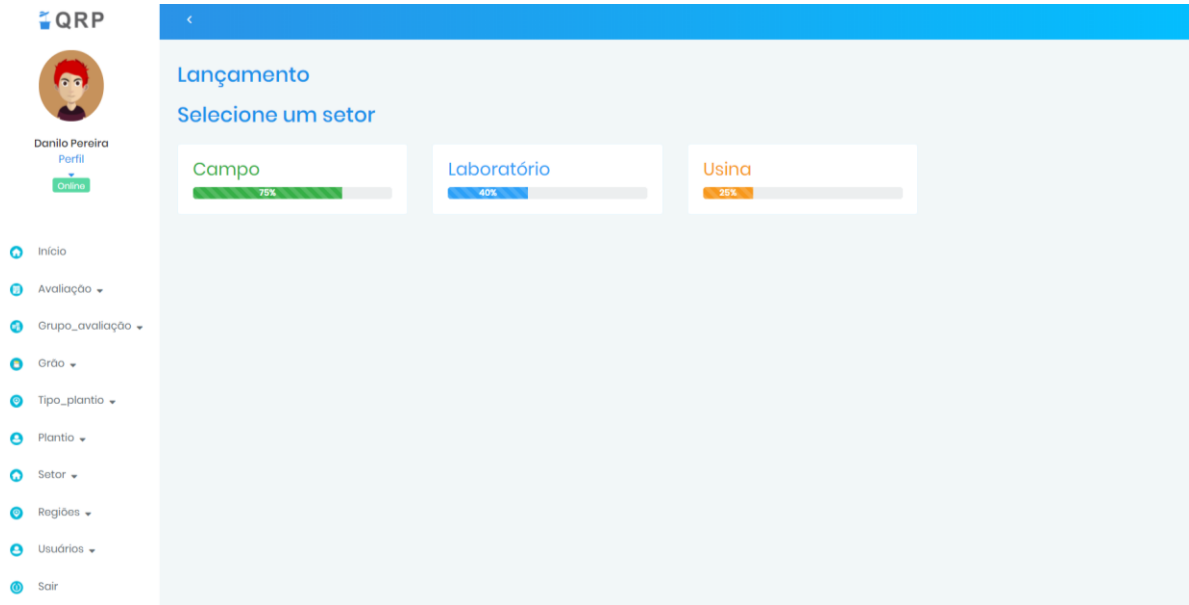 QRP
Danilo Pereira
Perfil
Online
Início
Avaliação
Grupo_avaliação
Grão
Tipo_plantio
Plantio
Setor
Regiões
Usuários
Sair
Lançamento
Selecione um setor
Campo
75%
Laboratório
40%
Usina
25%